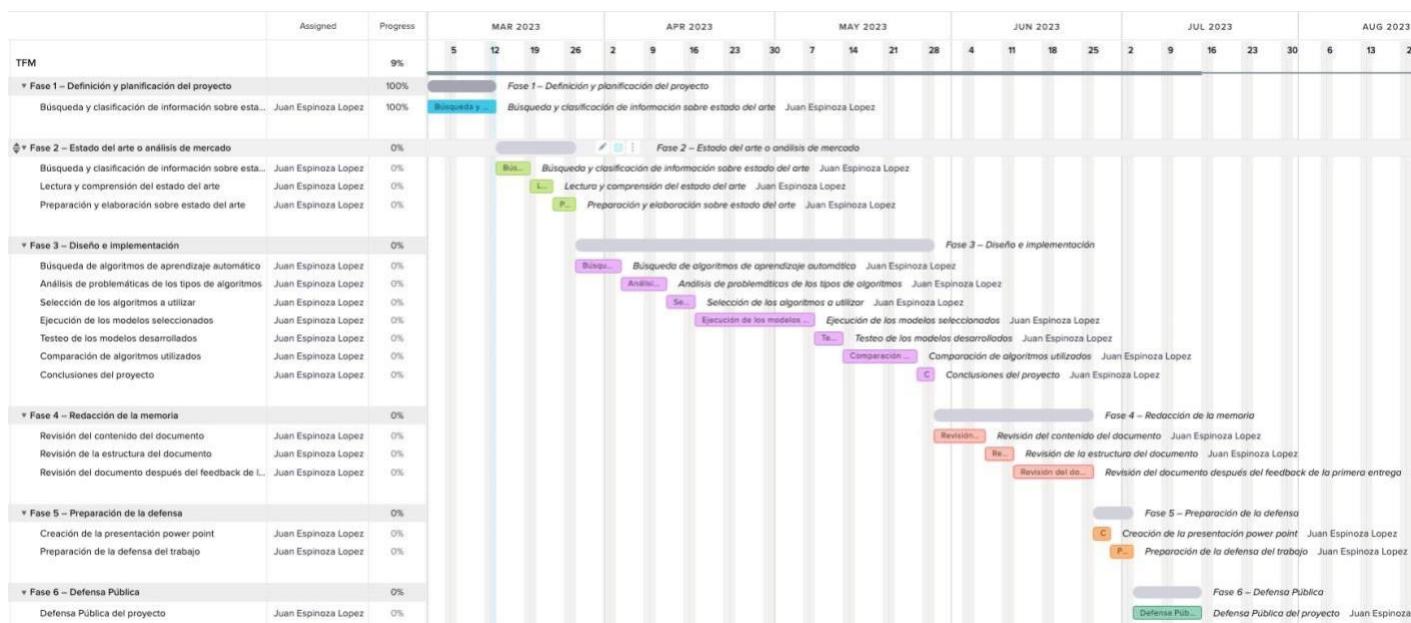 Assigned Progress MAR 2023 APR 2023 MAY 2023 JUN 2023 JUL 2023 AUG 2023
5 12 19 26 2 9 16 23 30 7 14 21 28 4 11 18 25 2 9 16 23 30 6 13
TFM 9%
Fase 1 – Definición y planificación del proyecto 100% Fase 1 – Definición y planificación del proyecto
Búsqueda y clasificación de información sobre esta... Juan Espinoza Lopez 100% Búsqueda y ... Búsqueda y clasificación de información sobre estado del arte Juan Espinoza Lopez
Fase 2 – Estado del arte o análisis de mercado 0% Fase 2 – Estado del arte o análisis de mercado
Búsqueda y clasificación de información sobre esta... Juan Espinoza Lopez 0% Bús... Búsqueda y clasificación de información sobre estado del arte Juan Espinoza Lopez
Lectura y comprensión del estado del arte Juan Espinoza Lopez 0% L... Lectura y comprensión del estado del arte Juan Espinoza Lopez
Preparación y elaboración sobre estado del arte Juan Espinoza Lopez 0% P... Preparación y elaboración sobre estado del arte Juan Espinoza Lopez
Fase 3 – Diseño e implementación 0% Fase 3 – Diseño e implementación
Búsqueda de algoritmos de aprendizaje automático Juan Espinoza Lopez 0% Búsqu... Búsqueda de algoritmos de aprendizaje automático Juan Espinoza Lopez
Análisis de problemáticas de los tipos de algoritmos Juan Espinoza Lopez 0% Análisi... Análisis de problemáticas de los tipos de algoritmos Juan Espinoza Lopez
Selección de los algoritmos a utilizar Juan Espinoza Lopez 0% Se... Selección de los algoritmos a utilizar Juan Espinoza Lopez
Ejecución de los modelos seleccionados Juan Espinoza Lopez 0% Ejecución de los modelos ... Ejecución de los modelos seleccionados Juan Espinoza Lopez
Testeo de los modelos desarrollados Juan Espinoza Lopez 0% Te... Testeo de los modelos desarrollados Juan Espinoza Lopez
Comparación de algoritmos utilizados Juan Espinoza Lopez 0% Comparación ... Comparación de algoritmos utilizados Juan Espinoza Lopez
Conclusiones del proyecto Juan Espinoza Lopez 0% C Conclusiones del proyecto Juan Espinoza Lopez
Fase 4 – Redacción de la memoria 0% Fase 4 – Redacción de la memoria
Revisión del contenido del documento Juan Espinoza Lopez 0% Revisión... Revisión del contenido del documento Juan Espinoza Lopez
Revisión de la estructura del documento Juan Espinoza Lopez 0% Re... Revisión de la estructura del documento Juan Espinoza Lopez
Revisión del documento después del feedback de l... Juan Espinoza Lopez 0% Revisión del do... Revisión del documento después del feedback de la primera entrega
Fase 5 – Preparación de la defensa 0% Fase 5 – Preparación de la defensa
Creación de la presentación power point Juan Espinoza Lopez 0% C Creación de la presentación power point Juan Espinoza Lopez
Preparación de la defensa del trabajo Juan Espinoza Lopez 0% P... Preparación de la defensa del trabajo Juan Espinoza Lopez
Fase 6 – Defensa Pública 0% Fase 6 – Defensa Pública
Defensa Pública del proyecto Juan Espinoza Lopez 0% Defensa Púb... Defensa Pública del proyecto Juan Espinoza